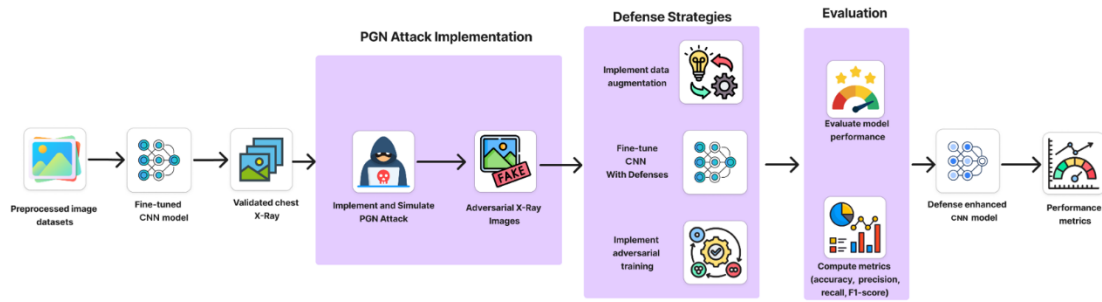 PGN Attack Implementation
Defense Strategies
Evaluation
Preprocessed image
datasets
Fine-tuned
CNN model
Validated chest
X-Ray
Implement and Simulate
PGN Attack
FAKE
Adversarial X-Ray
Images
Implement data
augmentation
Fine-tune
CNN
With Defenses
Implement
adversarial
training
Evaluate model
performance
Compute metrics
(accuracy, precision,
recall, F1-score)
Defense enhanced
CNN model
Performance
metrics